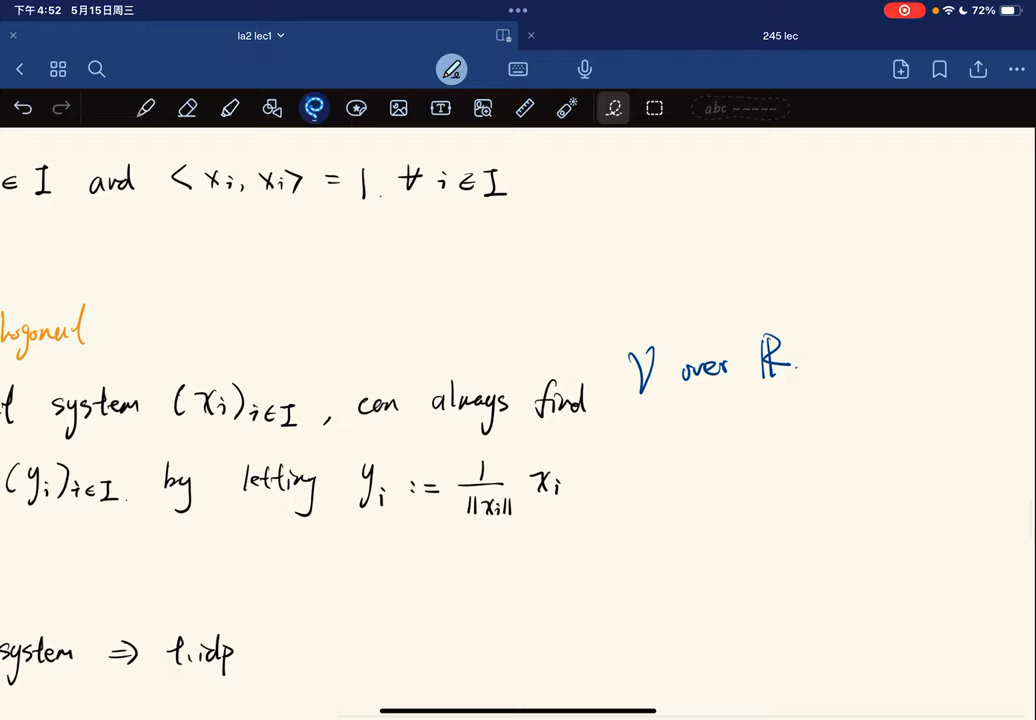 下午4:52 5月15日周三
72%
la2 lec1
245 lec
abc
∈ I and <xi, xi> = 1. ∀ i ∈ I
hogonal
system (xi)i∈I, can always find
V over ℝ.
(yi)i∈I. by letting yi := 1/||xi|| xi
system ⇒ l.idp